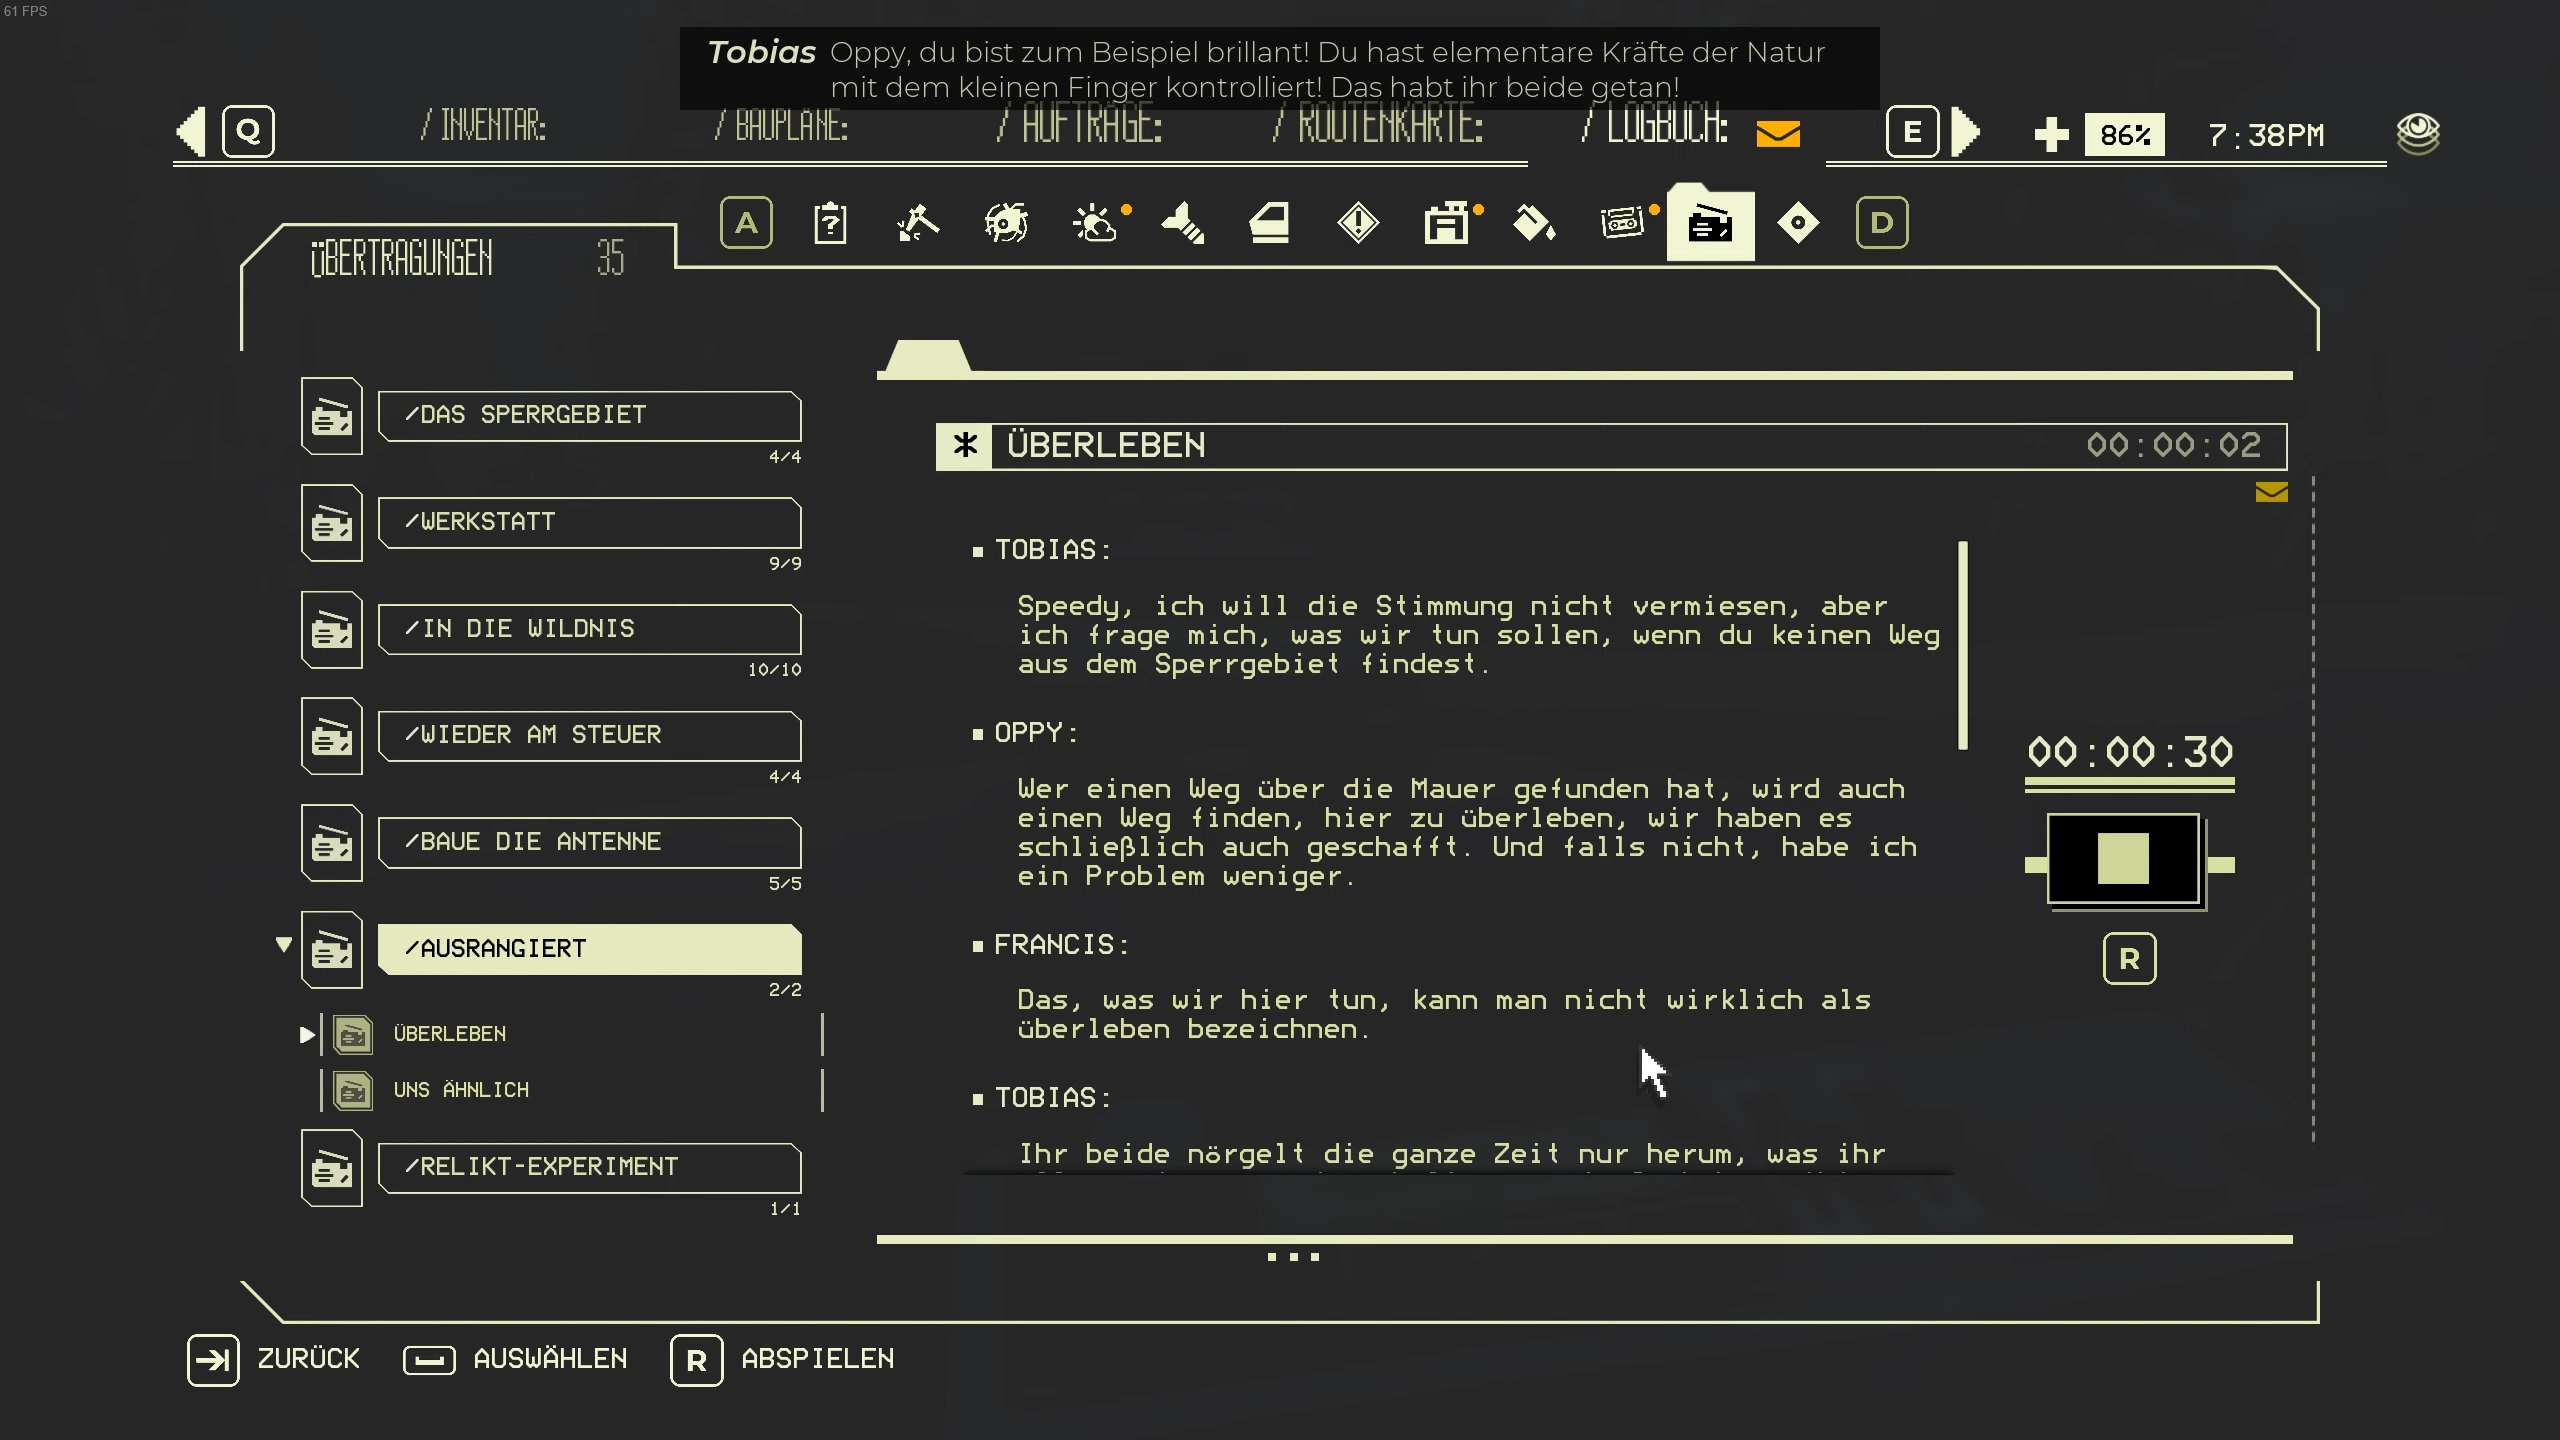 61 FPS
Tobias Oppy, du bist zum Beispiel brillant! Du hast elementare Kräfte der Natur
mit dem kleinen Finger kontrolliert! Das habt ihr beide getan!
Q / INVENTAR: / BAUPLÄNE: / AUFTRÄGE: / ROUTENKARTE: / LOGBUCH: E 86% 7:38PM
A D
ÜBERTRAGUNGEN 35
/DAS SPERRGEBIET
4/4
/WERKSTATT
9/9
/IN DIE WILDNIS
10/10
/WIEDER AM STEUER
4/4
/BAUE DIE ANTENNE
5/5
/AUSRANGIERT
2/2
ÜBERLEBEN
UNS ÄHNLICH
/RELIKT-EXPERIMENT
1/1
* ÜBERLEBEN 00:00:02
TOBIAS:
Speedy, ich will die Stimmung nicht vermiesen, aber
ich frage mich, was wir tun sollen, wenn du keinen Weg
aus dem Sperrgebiet findest.
OPPY:
Wer einen Weg über die Mauer gefunden hat, wird auch
einen Weg finden, hier zu überleben, wir haben es
schließlich auch geschafft. Und falls nicht, habe ich
ein Problem weniger.
FRANCIS:
Das, was wir hier tun, kann man nicht wirklich als
überleben bezeichnen.
TOBIAS:
Ihr beide nörgelt die ganze Zeit nur herum, was ihr
00:00:30
R
...
ZURÜCK AUSWÄHLEN R ABSPIELEN